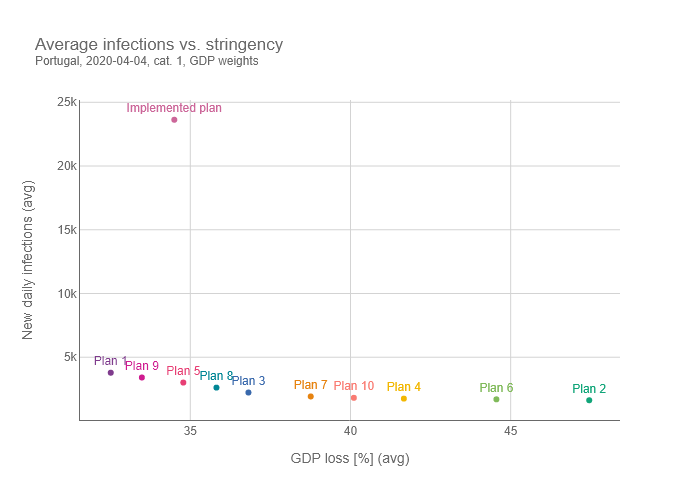 Average infections vs. stringency
Portugal, 2020-04-04, cat. 1, GDP weights
25k
Implemented plan
20k
15k
10k
5k
Plan 1
Plan 9
Plan 5
Plan 8
Plan 3
Plan 7
Plan 10
Plan 4
Plan 6
Plan 2
New daily infections (avg)
35
40
45
GDP loss [%] (avg)